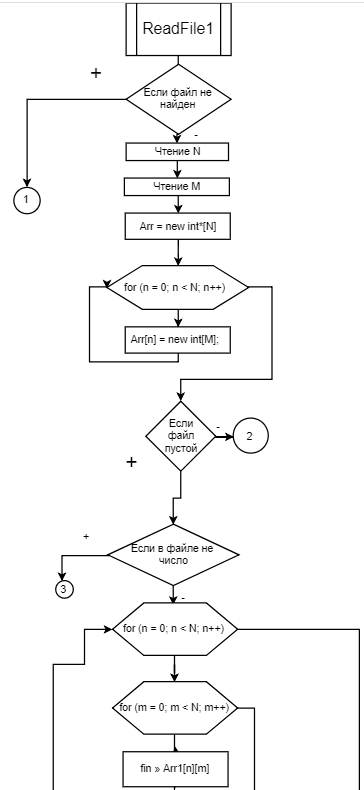 ReadFile1
+
Если файл не
найден
-
Чтение N
Чтение M
1
Arr = new int*[N]
for (n = 0; n < N; n++)
Arr[n] = new int[M];
Если
файл
пустой
-
2
+
+
Если в файле не
число
3
-
for (n = 0; n < N; n++)
for (m = 0; m < N; m++)
fin » Arr1[n][m]